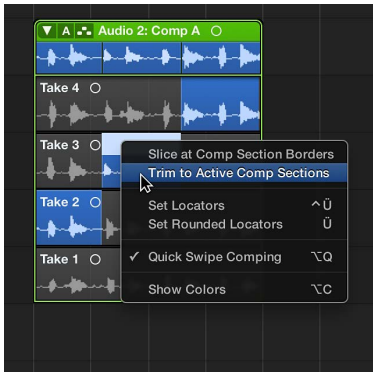 A Audio 2: Comp A
Take 4
Take 3
Slice at Comp Section Borders
Trim to Active Comp Sections
Set Locators ^Ü
Take 2
Set Rounded Locators Ü
✓ Quick Swipe Comping ⌥Q
Take 1
Show Colors ⌥C